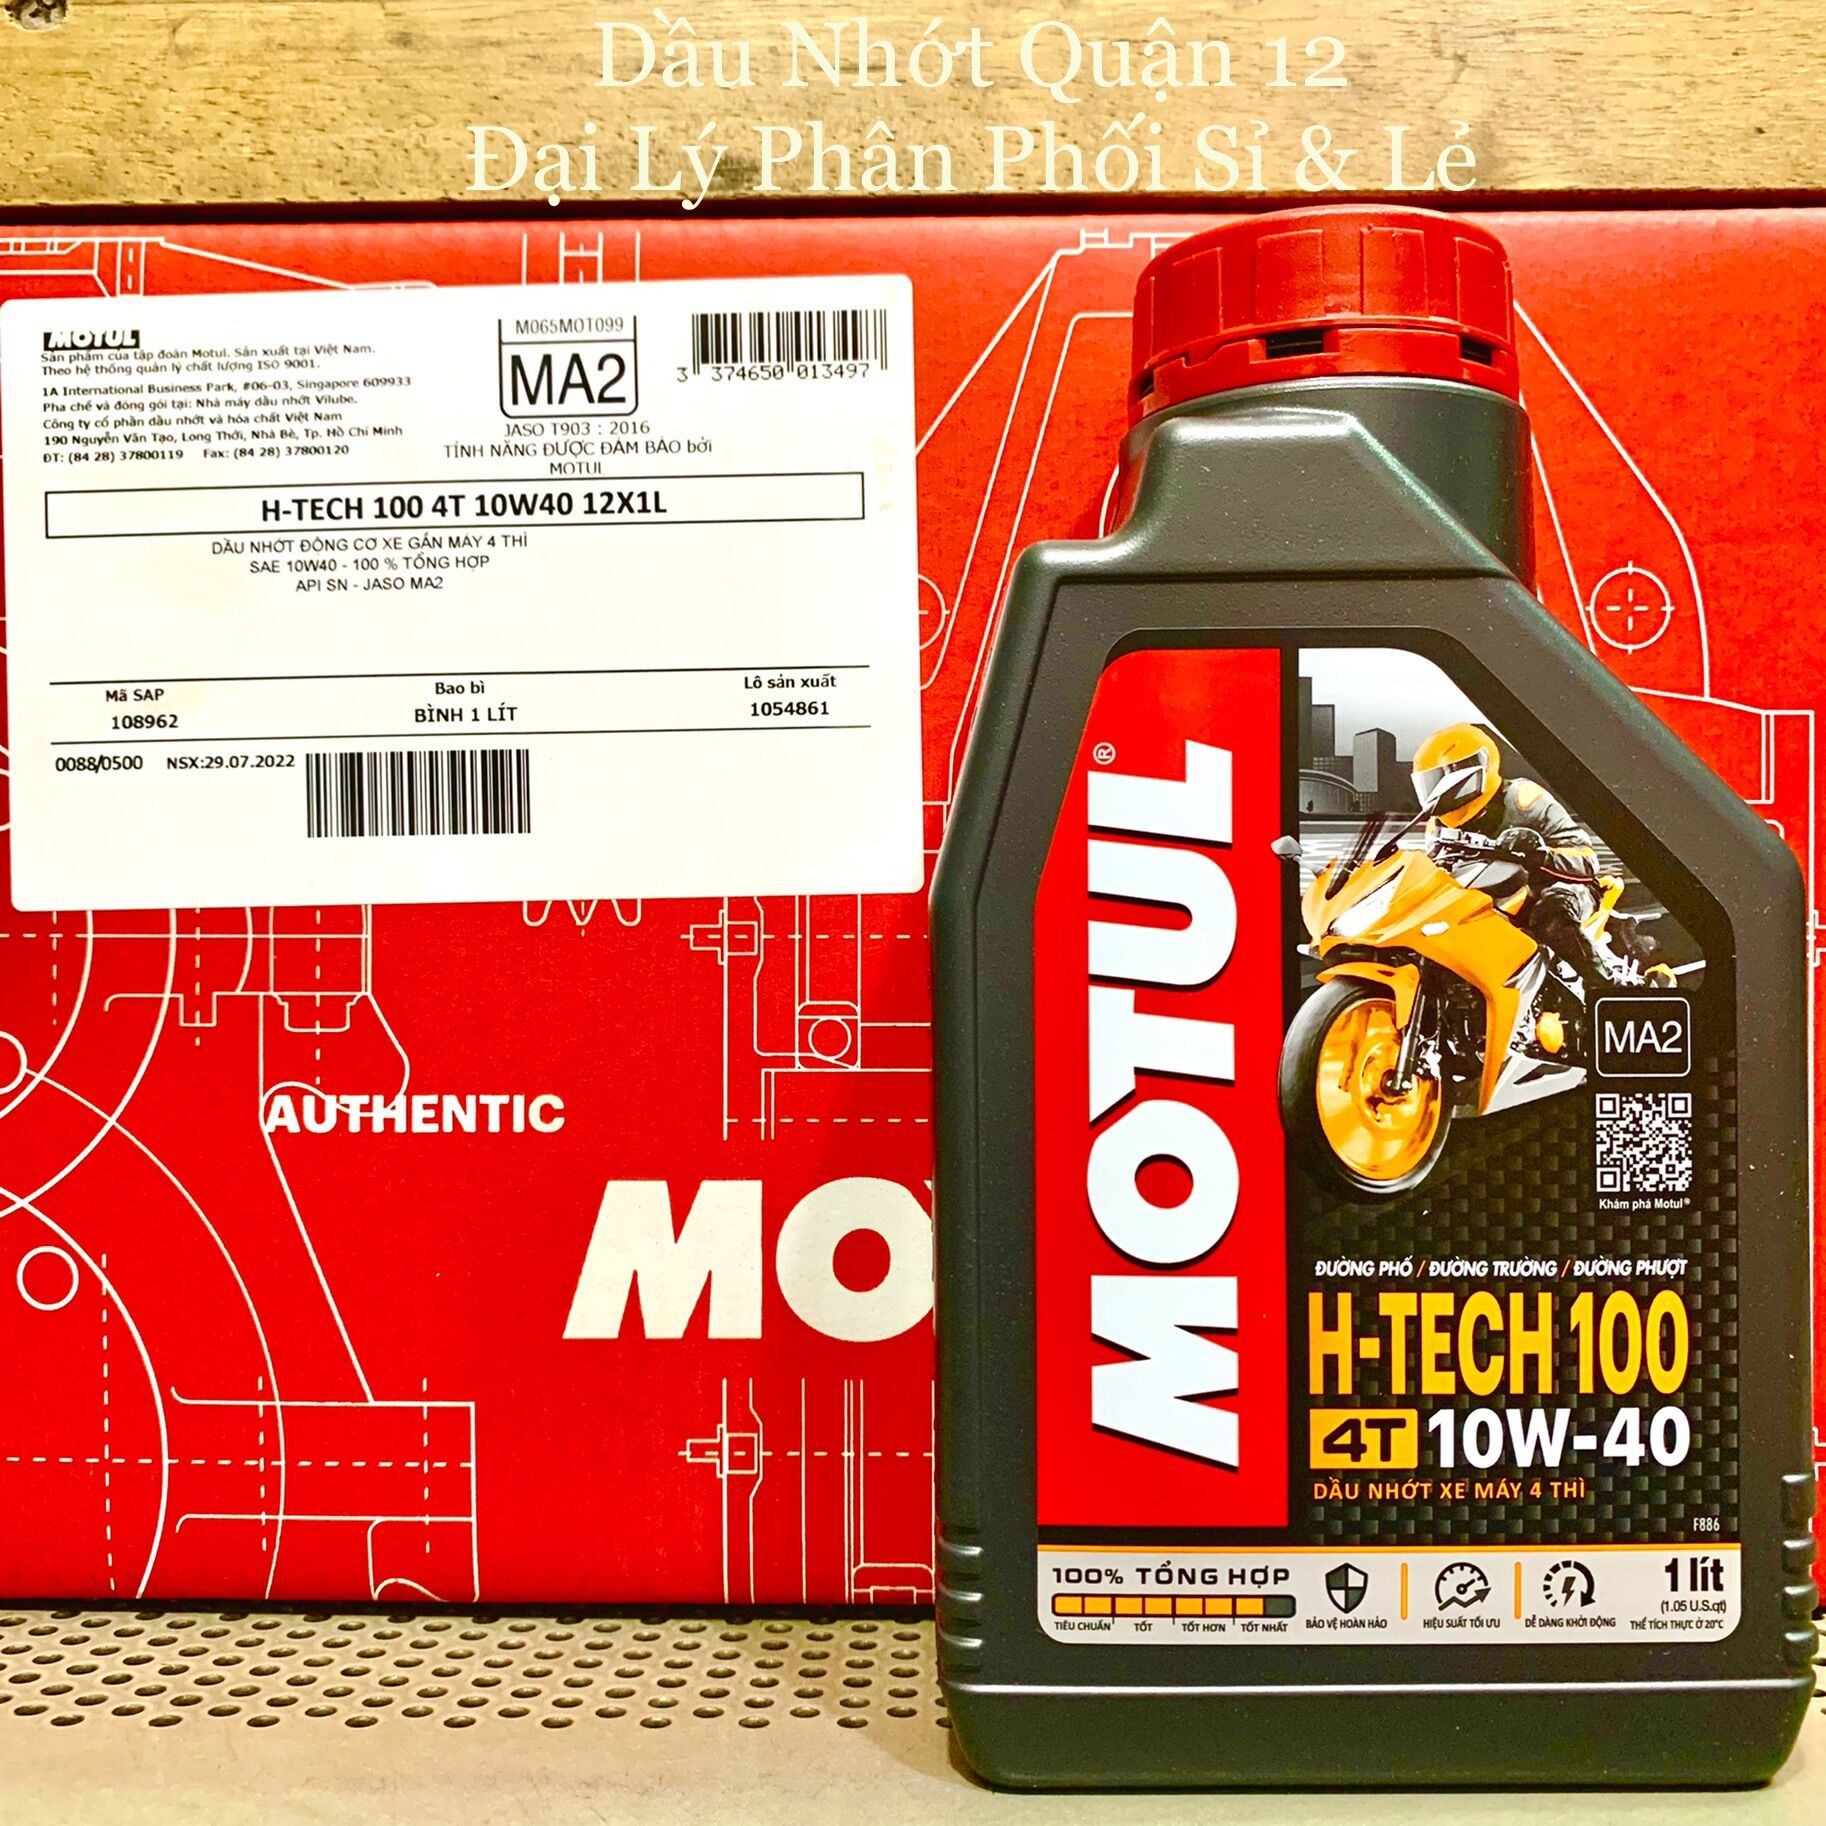 Dầu Nhớt Quận 12
Đại Lý Phân Phối Sỉ & Lẻ
MOTUL
Sản phẩm của tập đoàn Motul. Sản xuất tại Việt Nam.
Theo hệ thống quản lý chất lượng ISO 9001.
1A International Business Park, #06-03, Singapore 609933
Pha chế và đóng gói tại: Nhà máy dầu nhớt Vilube.
Công ty cổ phần dầu nhớt và hóa chất Việt Nam
190 Nguyễn Văn Tạo, Long Thới, Nhà Bè, Tp. Hồ Chí Minh
ĐT: (84 28) 37800119 Fax: (84 28) 37800120
M065MOT099
MA2
JASO T903 : 2016
TÍNH NĂNG ĐƯỢC ĐẢM BẢO bởi
MOTUL
3 374650 013497
H-TECH 100 4T 10W40 12X1L
DẦU NHỚT ĐỘNG CƠ XE GẮN MÁY 4 THÌ
SAE 10W40 - 100 % TỔNG HỢP
API SN - JASO MA2
Mã SAP Bao bì Lô sản xuất
108962 BÌNH 1 LÍT 1054861
0088/0500 NSX:29.07.2022
AUTHENTIC
MO
MOTUL®
MA2
Khám phá Motul®
ĐƯỜNG PHỐ / ĐƯỜNG TRƯỜNG / ĐƯỜNG PHƯỢT
H-TECH 100
4T 10W-40
DẦU NHỚT XE MÁY 4 THÌ
F886
100% TỔNG HỢP
TIÊU CHUẨN TỐT TỐT HƠN TỐT NHẤT
BẢO VỆ HOÀN HẢO
HIỆU SUẤT TỐI ƯU
DỄ DÀNG KHỞI ĐỘNG
1 lít
(1.05 U.S.qt)
THỂ TÍCH THỰC Ở 20°C